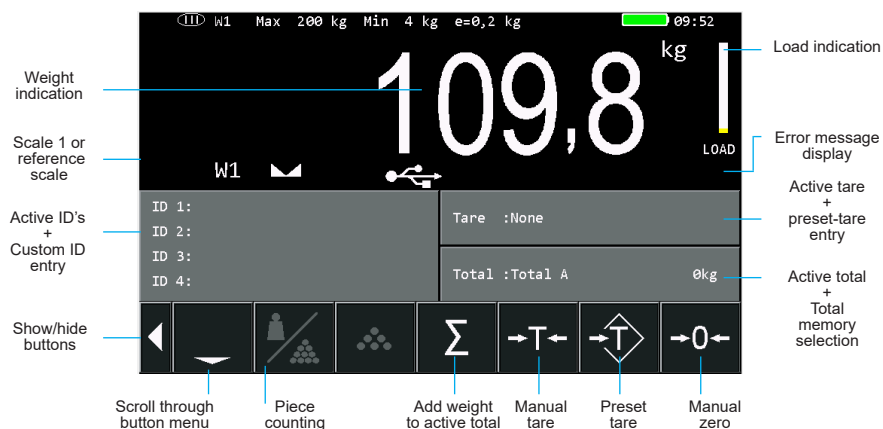 III W1 Max 200 kg Min 4 kg e=0,2 kg 09:52
109,8 kg
LOAD
W1
ID 1:
ID 2:
ID 3:
ID 4:
Tare :None
Total :Total A 0kg
Σ
→T←
→T
→0←
Weight
indication
Scale 1 or
reference
scale
Active ID's
+
Custom ID
entry
Show/hide
buttons
Load indication
Error message
display
Active tare
+
preset-tare
entry
Active total
+
Total
memory
selection
Scroll through
button menu
Piece
counting
Add weight
to active total
Manual
tare
Preset
tare
Manual
zero